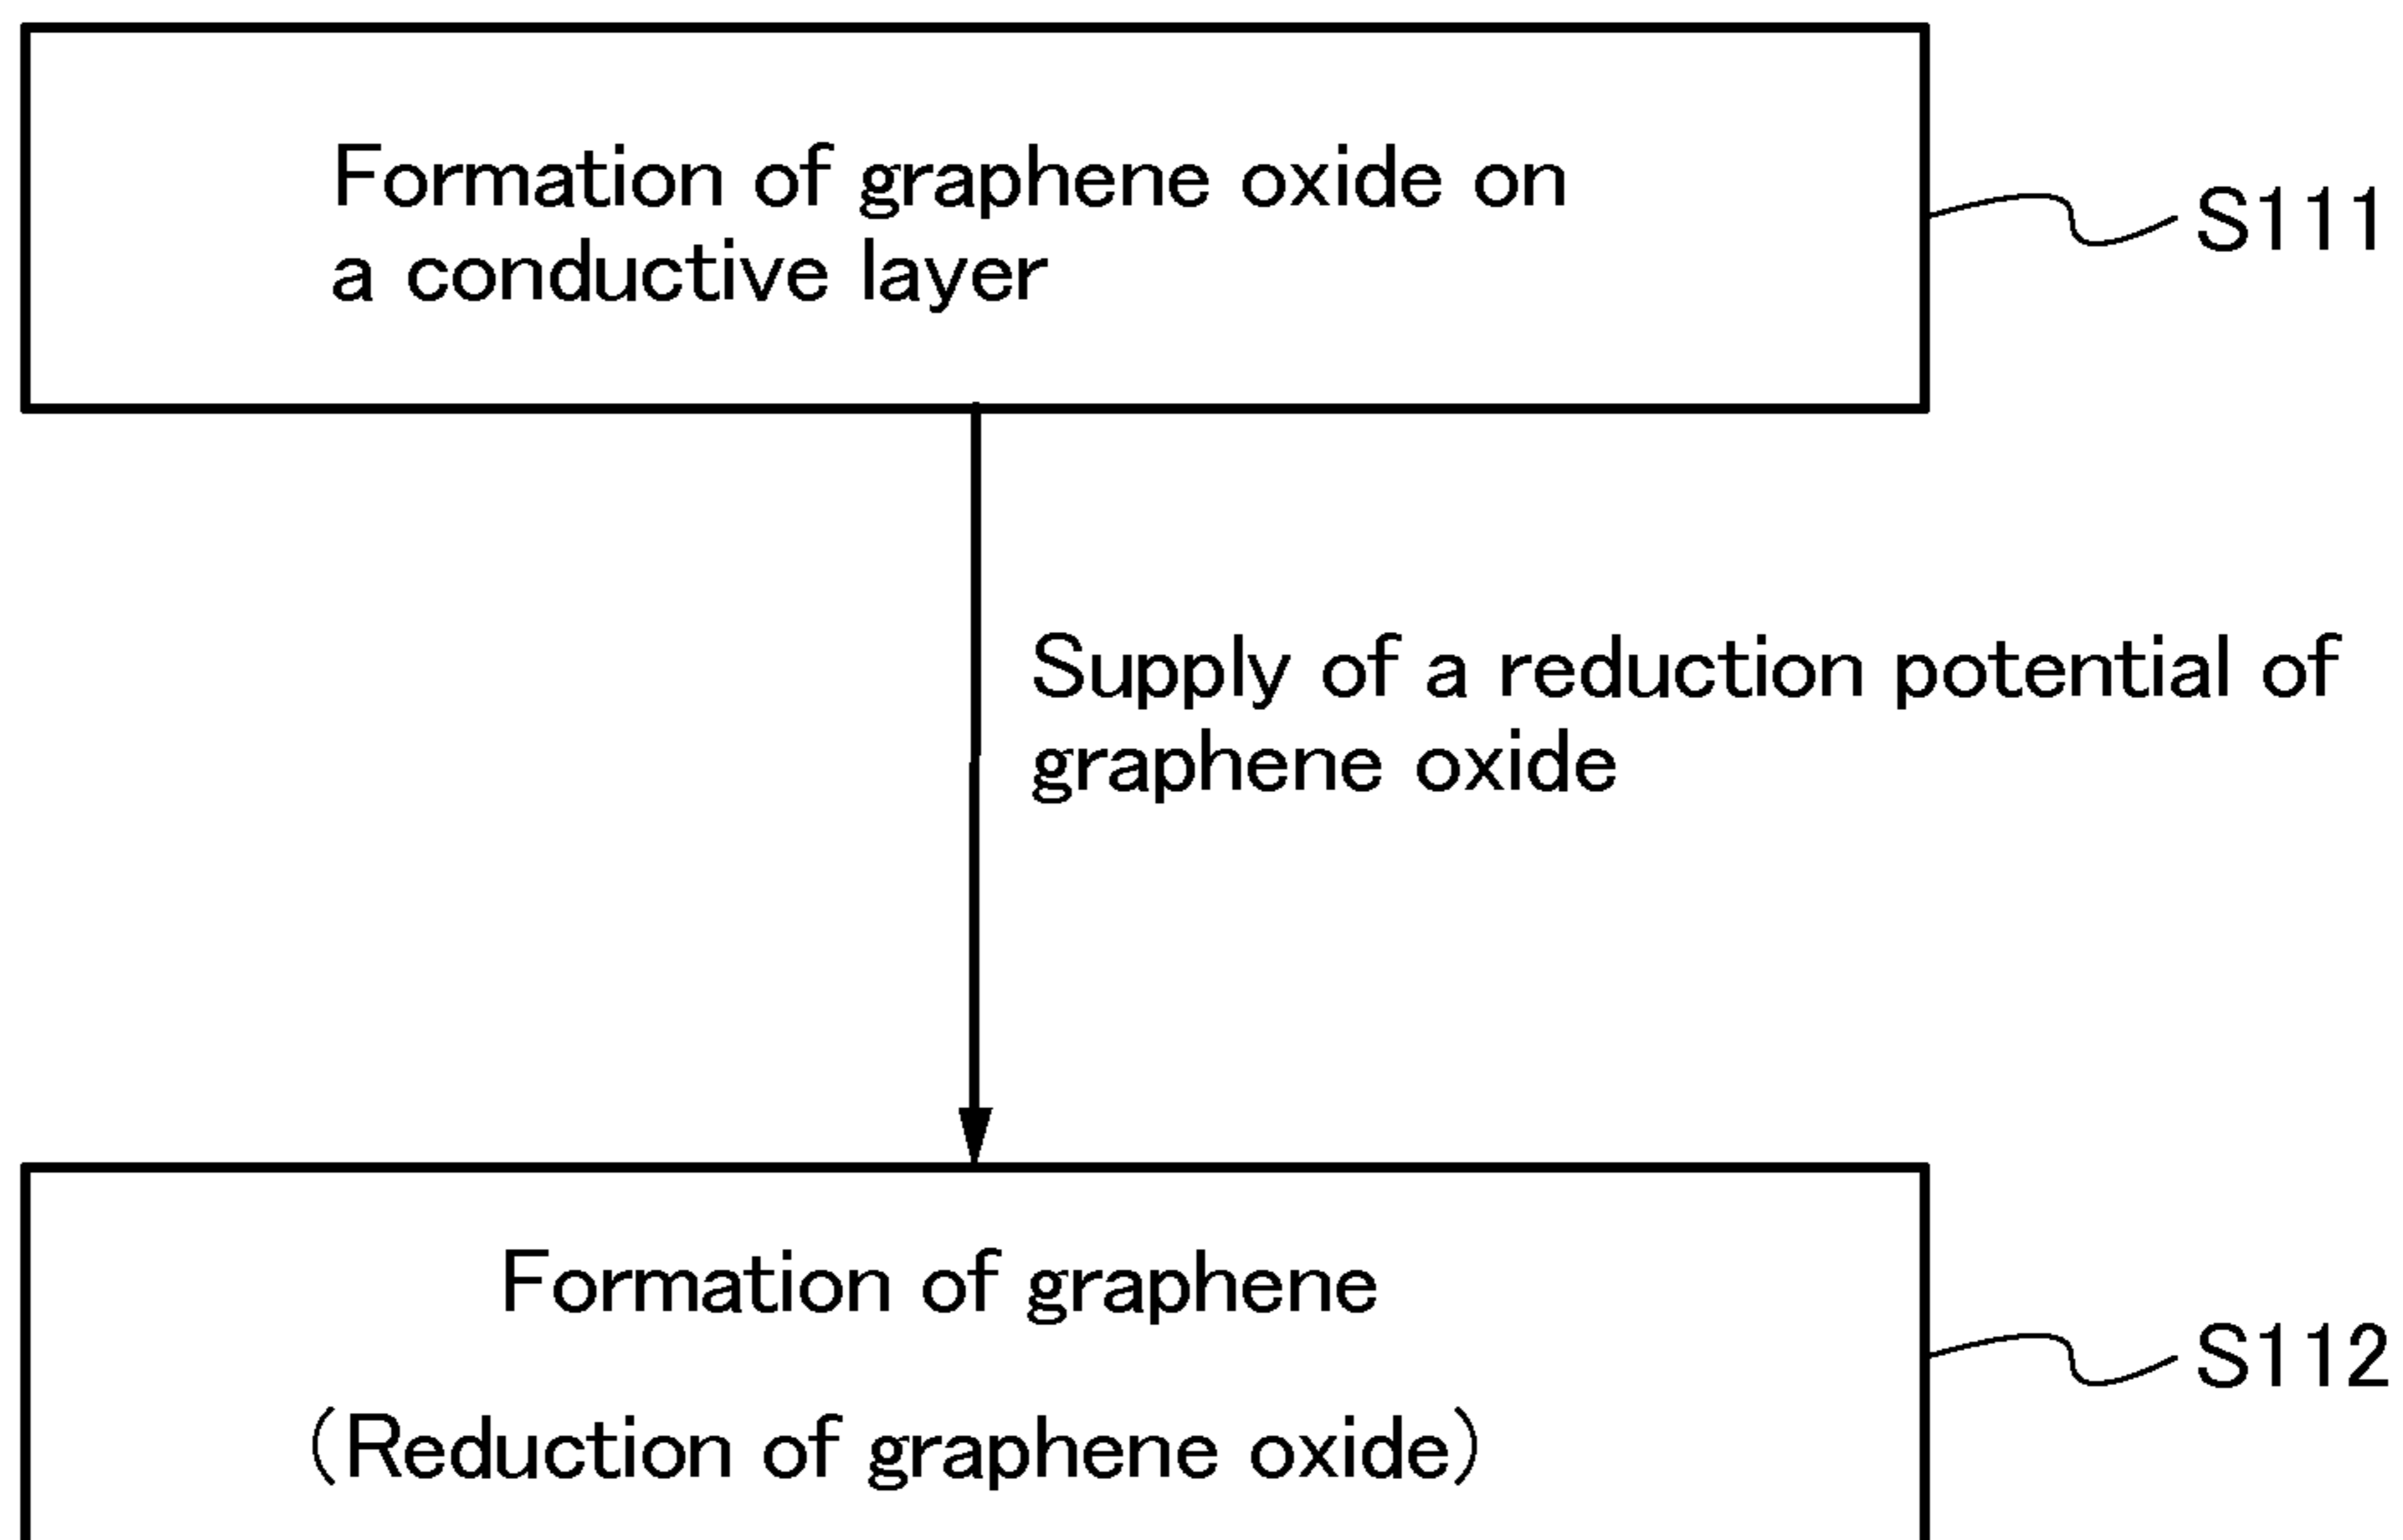 Formation of graphene oxide on
a conductive layer
S111
Supply of a reduction potential of
graphene oxide
Formation of graphene
(Reduction of graphene oxide)
S112